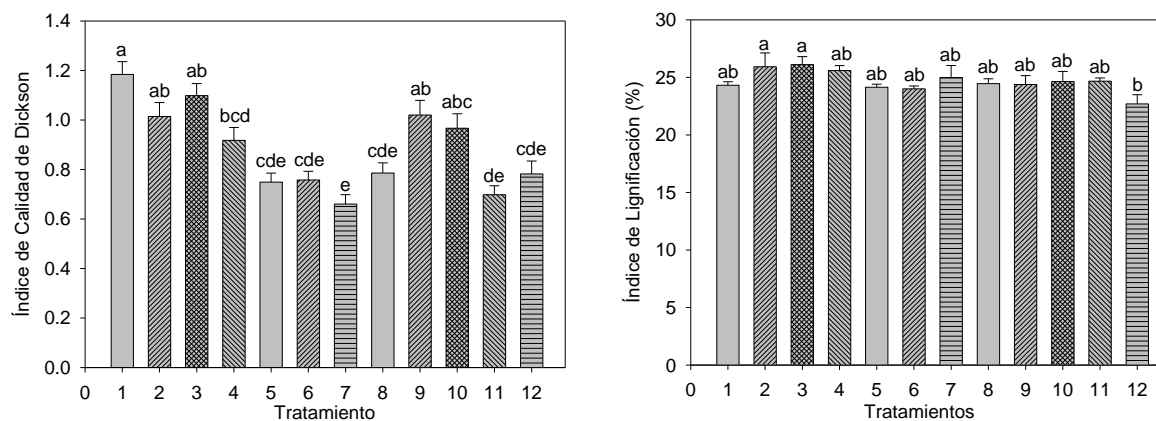 Índice de Calidad de Dickson
1.4
1.2
1.0
0.8
0.6
0.4
0.2
0.0
a
ab
ab
bcd
cde
cde
e
cde
ab
abc
de
cde
0 1 2 3 4 5 6 7 8 9 10 11 12
Tratamiento
Índice de Lignificación (%)
30
25
20
15
10
5
0
ab
a
a
ab
ab
ab
ab
ab
ab
ab
ab
b
0 1 2 3 4 5 6 7 8 9 10 11 12
Tratamientos